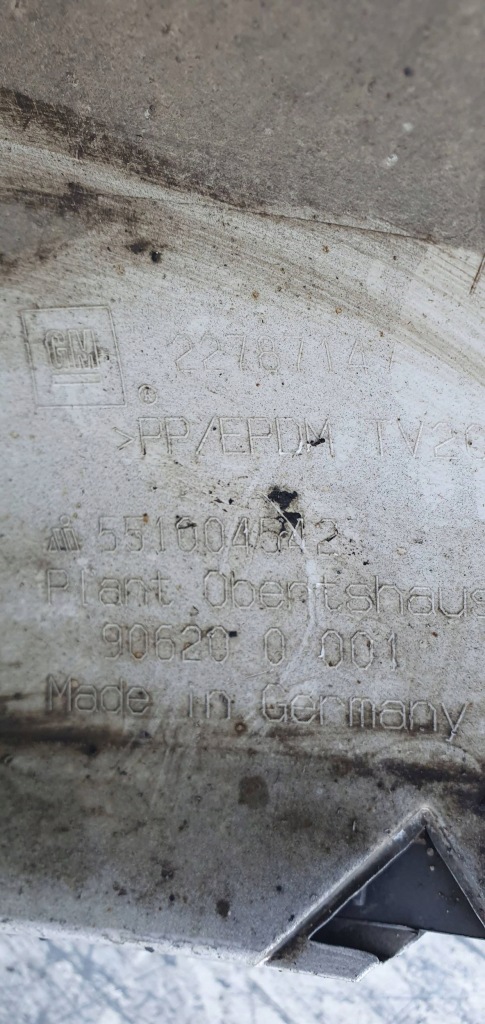 GM 22787147
®
>PP/EPDM TV20
551004542
Plant Obertshaus
90620 0 001
Made in Germany